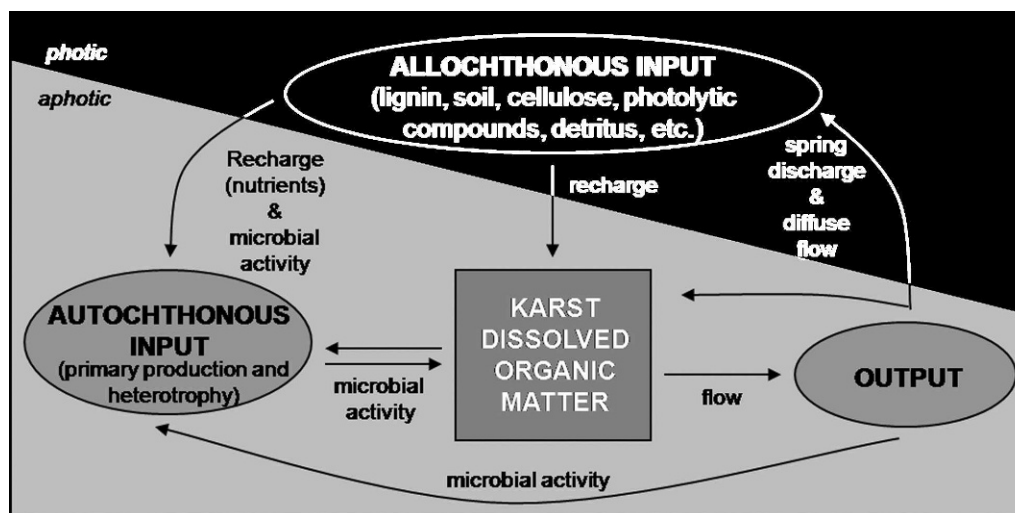 photic
aphotic
ALLOCHTHONOUS INPUT
(lignin, soil, cellulose, photolytic
compounds, detritus, etc.)
Recharge
(nutrients)
&
microbial
activity
recharge
spring
discharge
&
diffuse
flow
AUTOCHTHONOUS
INPUT
(primary production and
heterotrophy)
microbial
activity
KARST
DISSOLVED
ORGANIC
MATTER
flow
OUTPUT
microbial activity